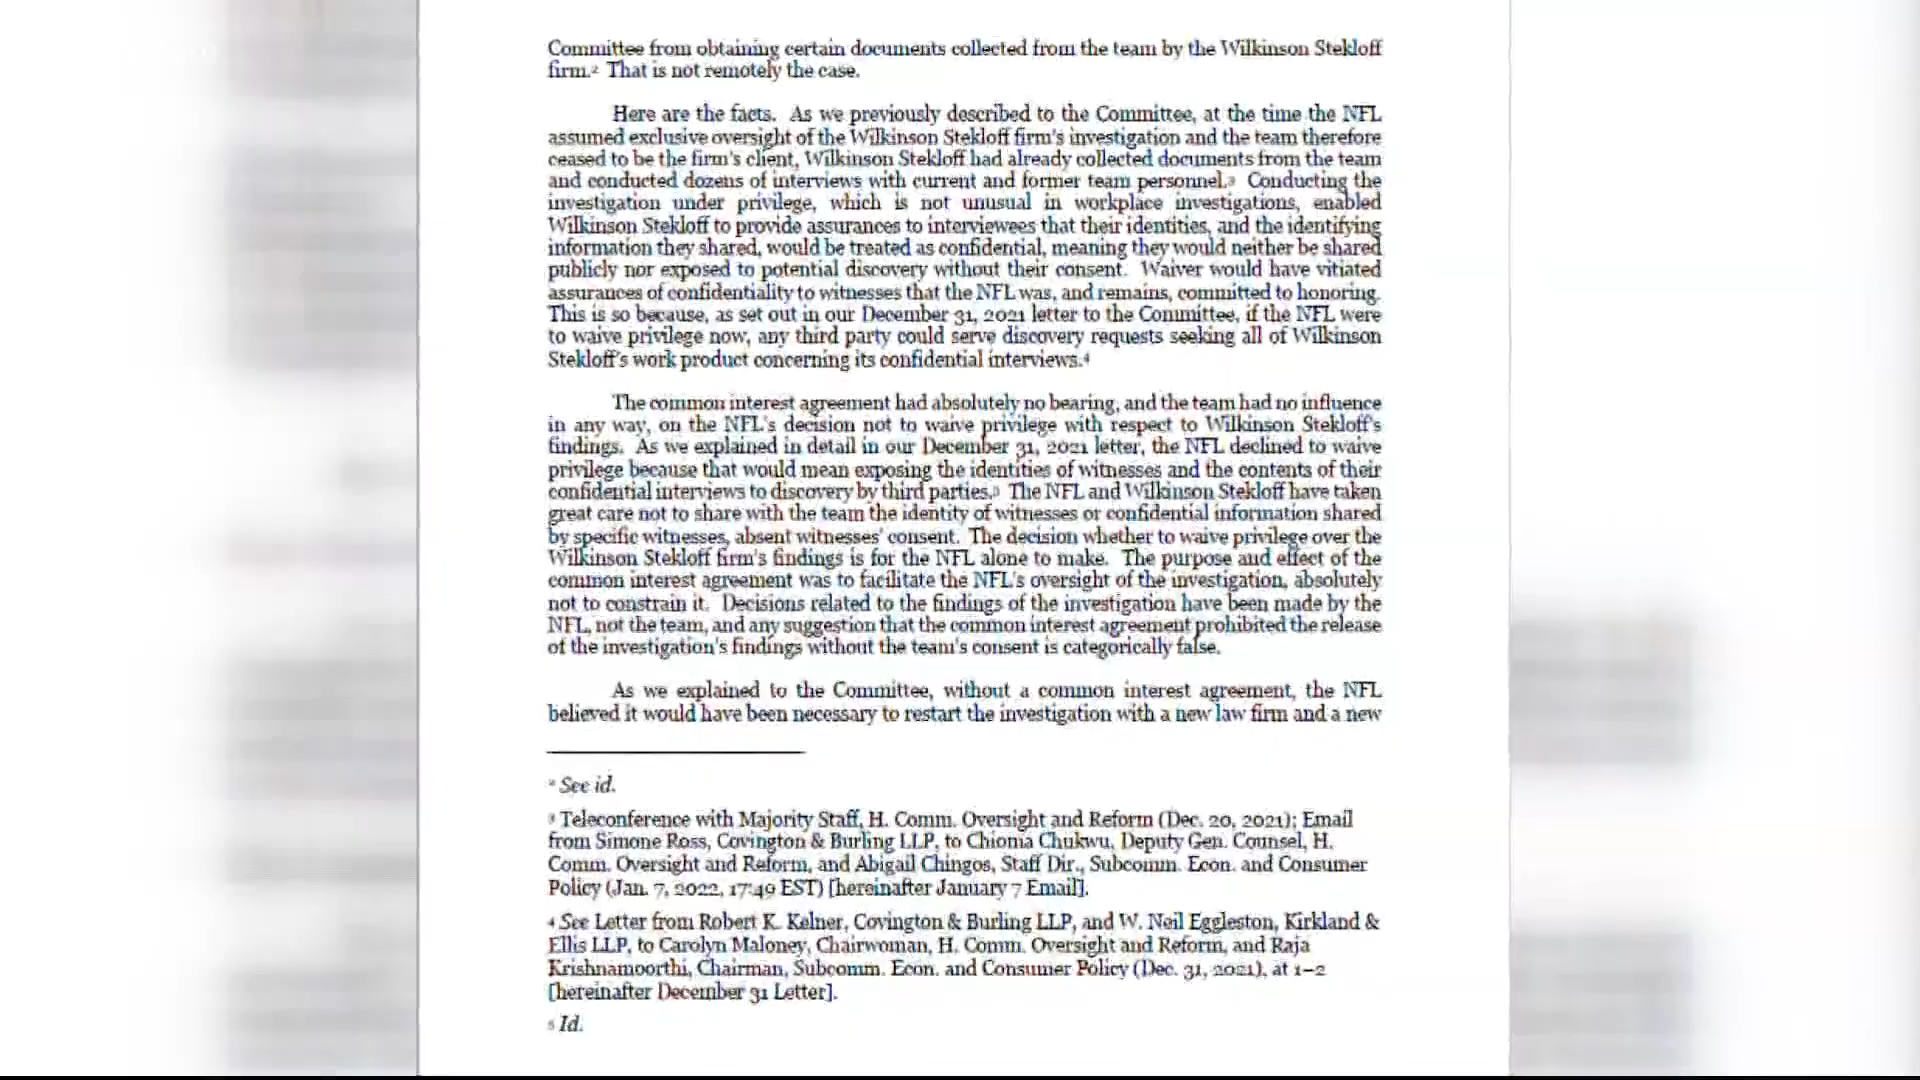 Committee from obtaining certain documents collected from the team by the Wilkinson Stekloff
firm.² That is not remotely the case.
Here are the facts. As we previously described to the Committee, at the time the NFL
assumed exclusive oversight of the Wilkinson Stekloff firm's investigation and the team therefore
ceased to be the firm's client, Wilkinson Stekloff had already collected documents from the team
and conducted dozens of interviews with current and former team personnel.³ Conducting the
investigation under privilege, which is not unusual in workplace investigations, enabled
Wilkinson Stekloff to provide assurances to interviewees that their identities, and the identifying
information they shared, would be treated as confidential, meaning they would neither be shared
publicly nor exposed to potential discovery without their consent. Waiver would have vitiated
assurances of confidentiality to witnesses that the NFL was, and remains, committed to honoring.
This is so because, as set out in our December 31, 2021 letter to the Committee, if the NFL were
to waive privilege now, any third party could serve discovery requests seeking all of Wilkinson
Stekloff's work product concerning its confidential interviews.⁴
The common interest agreement had absolutely no bearing, and the team had no influence
in any way, on the NFL's decision not to waive privilege with respect to Wilkinson Stekloff's
findings. As we explained in detail in our December 31, 2021 letter, the NFL declined to waive
privilege because that would mean exposing the identities of witnesses and the contents of their
confidential interviews to discovery by third parties.⁵ The NFL and Wilkinson Stekloff have taken
great care not to share with the team the identity of witnesses or confidential information shared
by specific witnesses, absent witnesses' consent. The decision whether to waive privilege over the
Wilkinson Stekloff firm's findings is for the NFL alone to make. The purpose and effect of the
common interest agreement was to facilitate the NFL's oversight of the investigation, absolutely
not to constrain it. Decisions related to the findings of the investigation have been made by the
NFL, not the team, and any suggestion that the common interest agreement prohibited the release
of the investigation's findings without the team's consent is categorically false.
As we explained to the Committee, without a common interest agreement, the NFL
believed it would have been necessary to restart the investigation with a new law firm and a new
² See id.
³ Teleconference with Majority Staff, H. Comm. Oversight and Reform (Dec. 20, 2021); Email
from Simone Ross, Covington & Burling LLP, to Chioma Chukwu, Deputy Gen. Counsel, H.
Comm. Oversight and Reform, and Abigail Chingos, Staff Dir., Subcomm. Econ. and Consumer
Policy (Jan. 7, 2022, 17:49 EST) [hereinafter January 7 Email].
⁴ See Letter from Robert K. Kelner, Covington & Burling LLP, and W. Neil Eggleston, Kirkland &
Ellis LLP, to Carolyn Maloney, Chairwoman, H. Comm. Oversight and Reform, and Raja
Krishnamoorthi, Chairman, Subcomm. Econ. and Consumer Policy (Dec. 31, 2021), at 1–2
[hereinafter December 31 Letter].
⁵ Id.